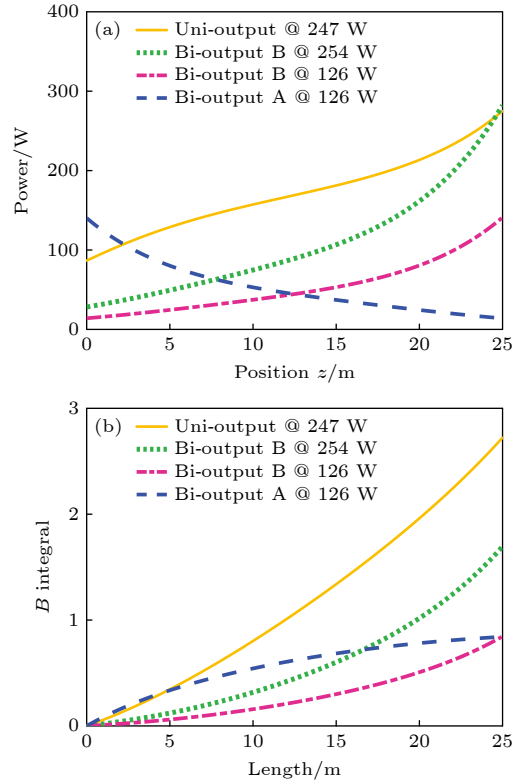 400
(a)
Uni-output @ 247 W
Bi-output B @ 254 W
Bi-output B @ 126 W
Bi-output A @ 126 W
300
200
100
0
Power/W
0 5 10 15 20 25
Position z/m
3
(b)
Uni-output @ 247 W
Bi-output B @ 254 W
Bi-output B @ 126 W
Bi-output A @ 126 W
2
1
0
B integral
0 5 10 15 20 25
Length/m